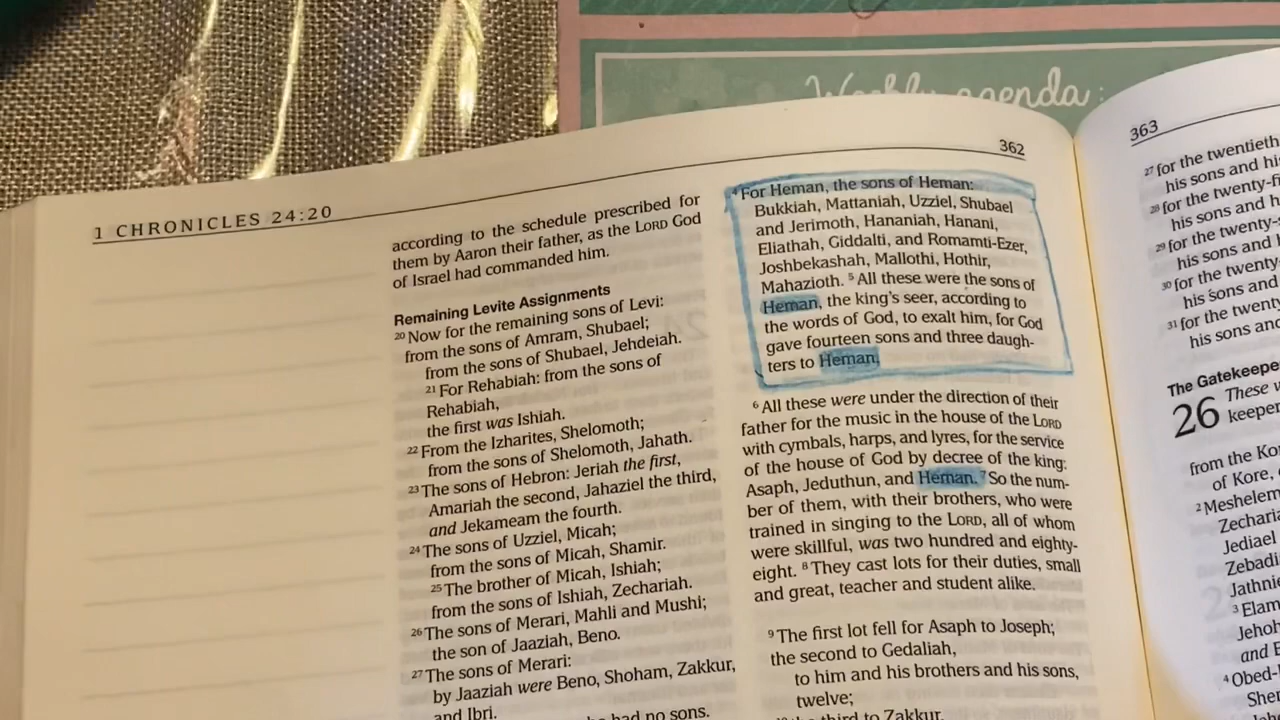 Weekly agenda:
362
1 CHRONICLES 24:20
according to the schedule prescribed for
them by Aaron their father, as the LORD God
of Israel had commanded him.
Remaining Levite Assignments
20 Now for the remaining sons of Levi:
from the sons of Amram, Shubael;
from the sons of Shubael, Jehdeiah.
21 For Rehabiah: from the sons of
Rehabiah,
the first was Ishiah.
22 From the Izharites, Shelomoth;
from the sons of Shelomoth, Jahath.
23 The sons of Hebron: Jeriah the first,
Amariah the second, Jahaziel the third,
and Jekameam the fourth.
24 The sons of Uzziel, Micah;
from the sons of Micah, Shamir.
25 The brother of Micah, Ishiah;
from the sons of Ishiah, Zechariah.
26 The sons of Merari, Mahli and Mushi;
the son of Jaaziah, Beno.
27 The sons of Merari:
by Jaaziah were Beno, Shoham, Zakkur,
and Ibri.
had no sons.
4 For Heman, the sons of Heman:
Bukkiah, Mattaniah, Uzziel, Shubael
and Jerimoth, Hananiah, Hanani,
Eliathah, Giddalti, and Romamti-Ezer,
Joshbekashah, Mallothi, Hothir,
Mahazioth. 5 All these were the sons of
Heman, the king's seer, according to
the words of God, to exalt him, for God
gave fourteen sons and three daugh-
ters to Heman.
6 All these were under the direction of their
father for the music in the house of the LORD
with cymbals, harps, and lyres, for the service
of the house of God by decree of the king:
Asaph, Jeduthun, and Heman. 7 So the num-
ber of them, with their brothers, who were
trained in singing to the LORD, all of whom
were skillful, was two hundred and eighty-
eight. 8 They cast lots for their duties, small
and great, teacher and student alike.
9 The first lot fell for Asaph to Joseph;
the second to Gedaliah,
to him and his brothers and his sons,
twelve;
third to Zakkur,
363
27 for the twentieth
his sons and his
28 for the twenty-fi
his sons and h
29 for the twenty-
his sons and
30 for the twenty
his sons and
31 for the twenty
his sons and
The Gatekeepe
26 These
keeper
from the Ko
of Kore,
2 Meshelem
Zecharia
Jediael
Zebadi
Jathni
3 Elam
Jehoh
and E
4 Obed-
Shem